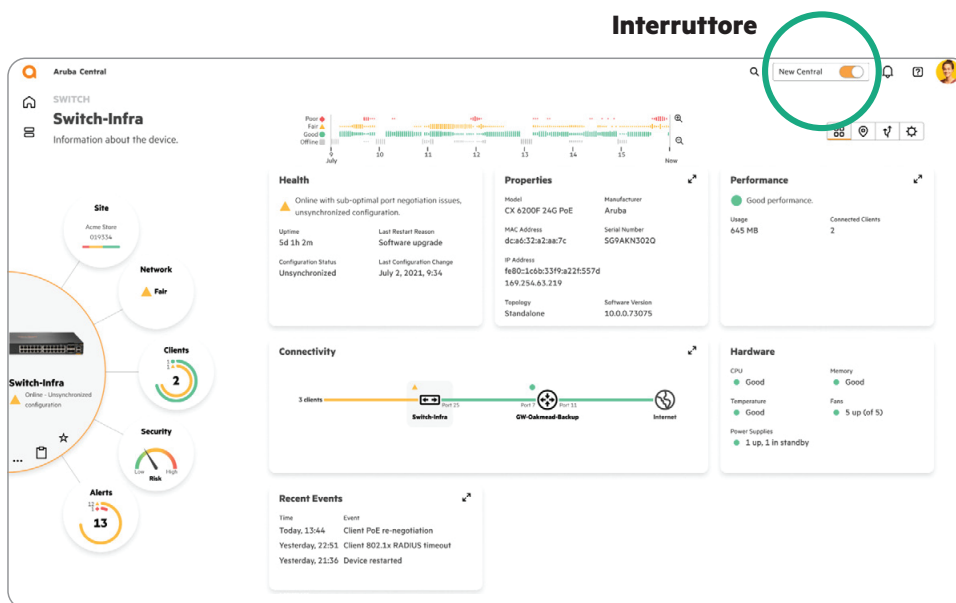 Interruttore
Aruba Central
New Central
SWITCH
Switch-Infra
Information about the device.
Poor
Fair
Good
Offline
9 10 11 12 13 14 15 Now
July
Site
Acme Store
019334
Network
Fair
Clients
2
Switch-Infra
Online - Unsynchronized
configuration
Security
Low High
Risk
...
Alerts
13
Health
Online with sub-optimal port negotiation issues,
unsynchronized configuration.
Uptime Last Restart Reason
5d 1h 2m Software upgrade
Configuration Status Last Configuration Change
Unsynchronized July 2, 2021, 9:34
Properties
Model Manufacturer
CX 6200F 24G PoE Aruba
MAC Address Serial Number
dc:a6:32:a2:aa:7c SG9AKN302Q
IP Address
fe80::1c6b:33f9:a22f:557d
169.254.63.219
Topology Software Version
Standalone 10.0.0.73075
Performance
Good performance.
Usage Connected Clients
645 MB 2
Connectivity
3 clients
Port 25 Port 7 Port 11
Switch-Infra GW-Oakmead-Backup Internet
Hardware
CPU Memory
Good Good
Temperature Fans
Good 5 up (of 5)
Power Supplies
1 up, 1 in standby
Recent Events
Time Event
Today, 13:44 Client PoE re-negotiation
Yesterday, 22:51 Client 802.1x RADIUS timeout
Yesterday, 21:36 Device restarted